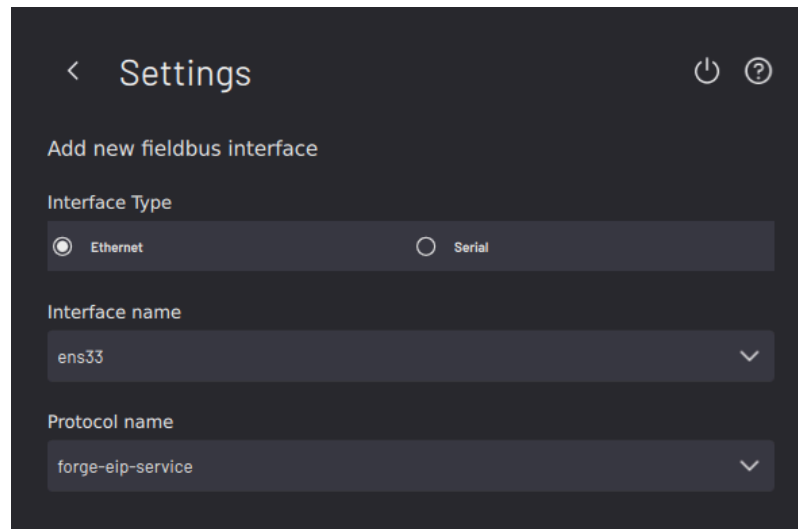 Settings
Add new fieldbus interface
Interface Type
Ethernet Serial
Interface name
ens33
Protocol name
forge-eip-service